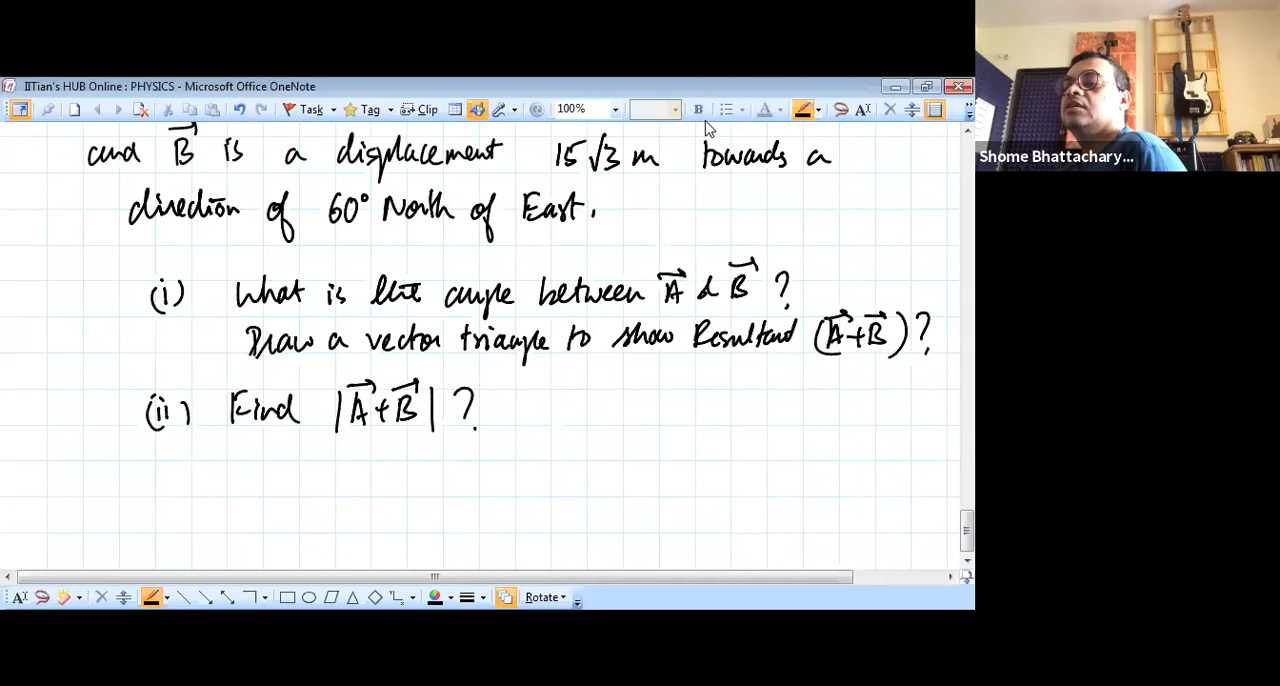 IITian's HUB Online : PHYSICS - Microsoft Office OneNote
Task Tag Clip 100% B A
and B is a displacement 15√3 m towards a
direction of 60° North of East.
(i) What is the angle between A & B ?
Draw a vector triangle to show Resultant (A+B) ?
(ii) Find |A+B| ?
Rotate
Shome Bhattachary...